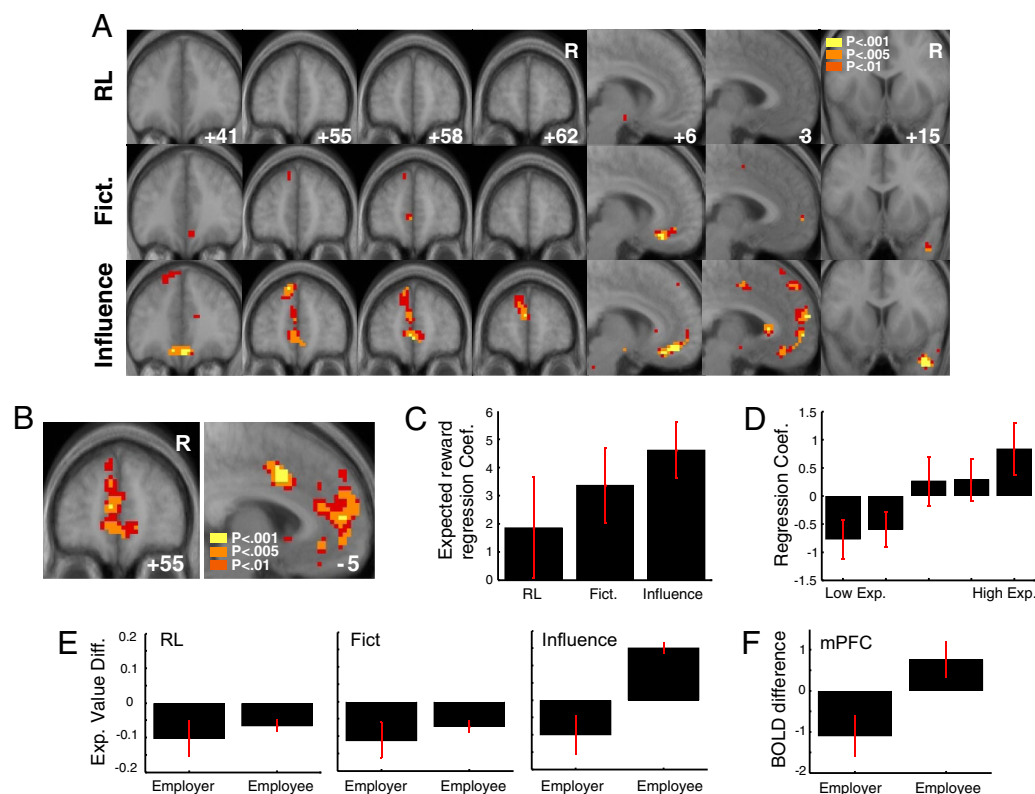 A
RL
R
+41
+55
+58
+62
+6
-3
P<.001
P<.005
P<.01
R
+15
Fict.
Influence
B
R
+55
P<.001
P<.005
P<.01
-5
C
Expected reward
regression Coef.
6
5
4
3
2
1
0
RL
Fict.
Influence
D
Regression Coef.
1.5
1
0.5
0
-0.5
-1
-1.5
Low Exp.
High Exp.
E
Exp. Value Diff.
0.2
0.1
0
-0.1
-0.2
RL
Employer
Employee
Fict
Employer
Employee
Influence
Employer
Employee
F
BOLD difference
mPFC
1
0
-1
-2
Employer
Employee